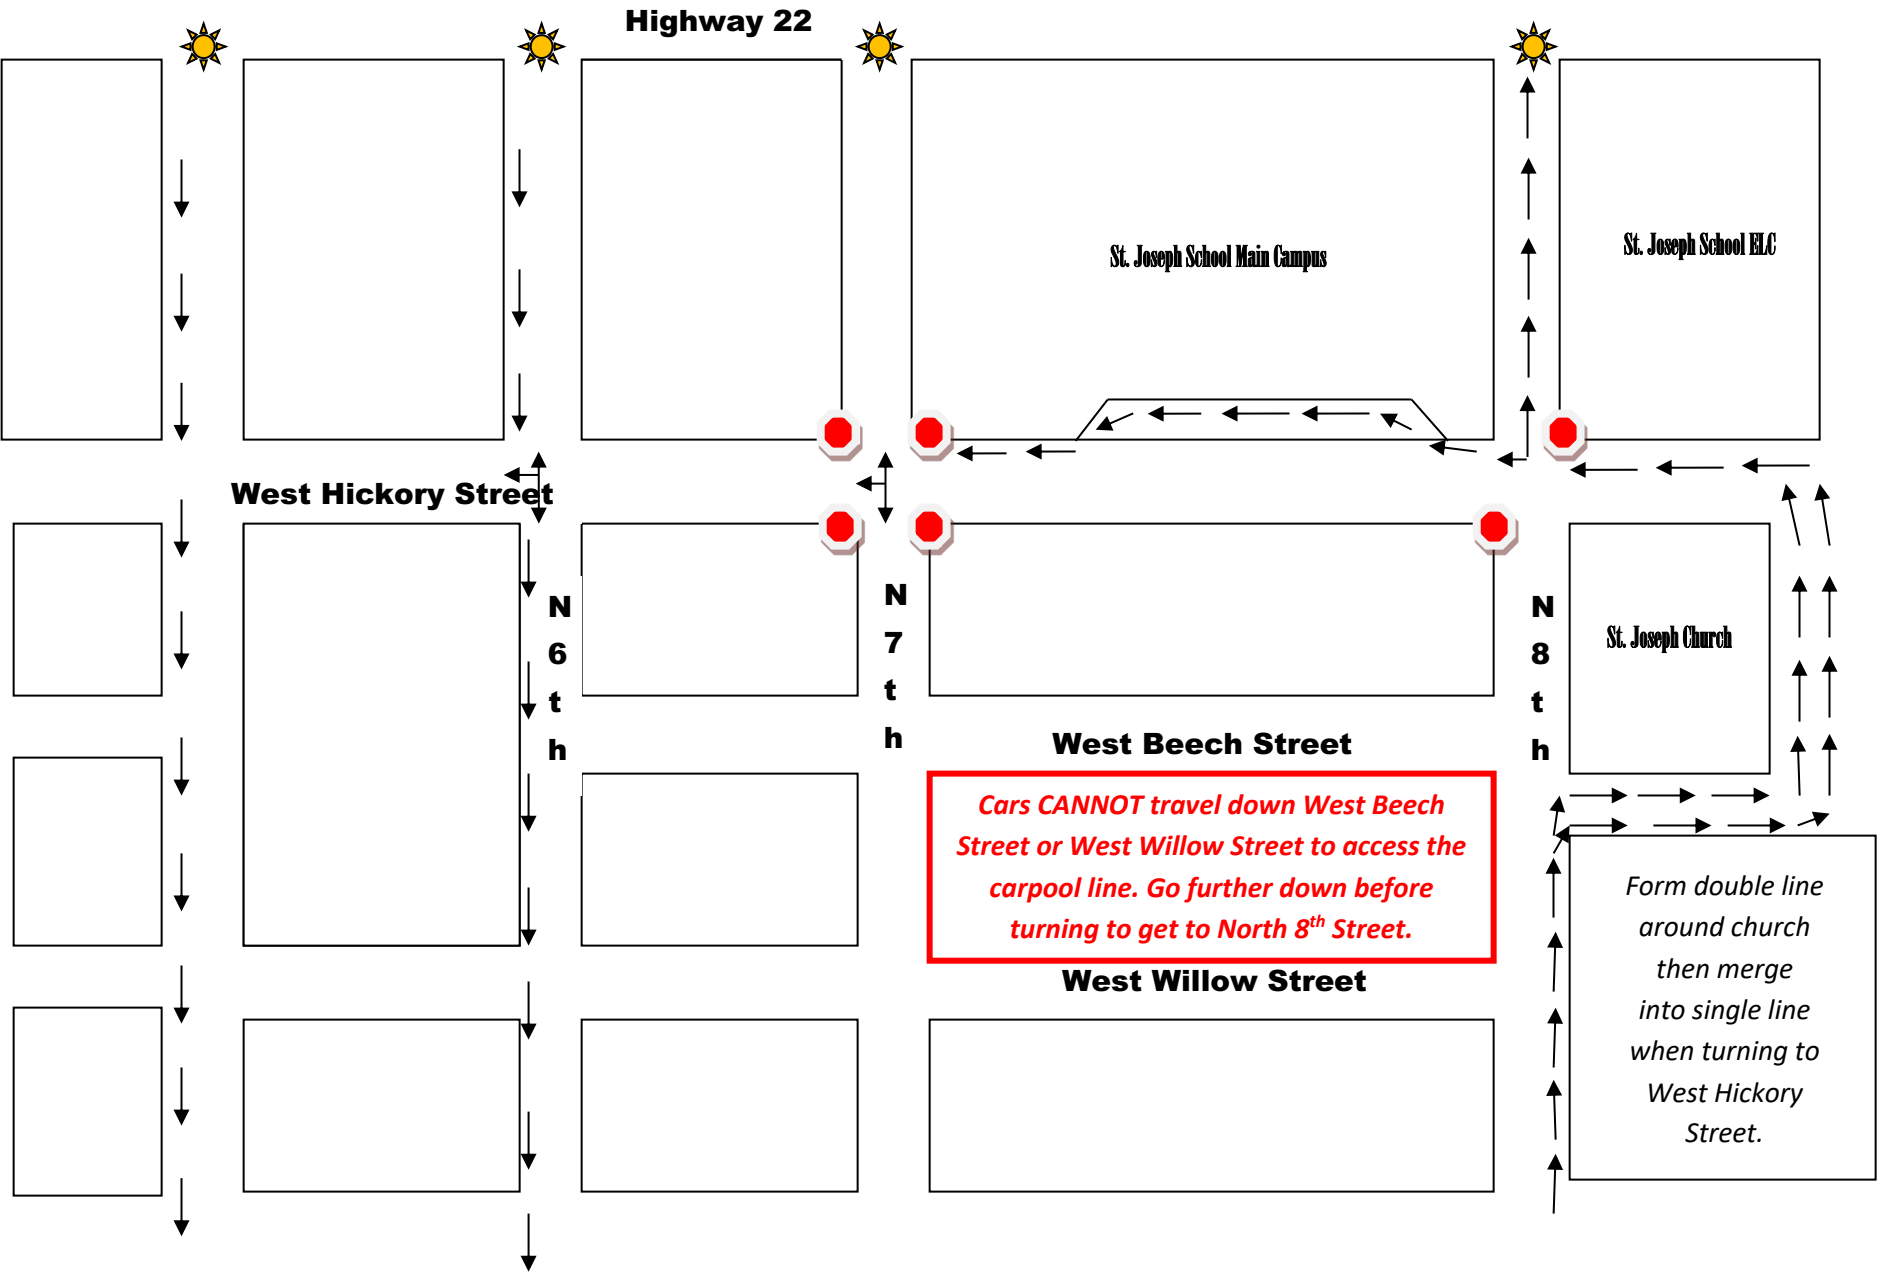 Highway 22
St. Joseph School Main Campus
St. Joseph School ELC
West Hickory Street
N
6
t
h
N
7
t
h
N
8
t
h
St. Joseph Church
West Beech Street
Cars CANNOT travel down West Beech
Street or West Willow Street to access the
carpool line. Go further down before
turning to get to North 8th Street.
West Willow Street
Form double line
around church
then merge
into single line
when turning to
West Hickory
Street.